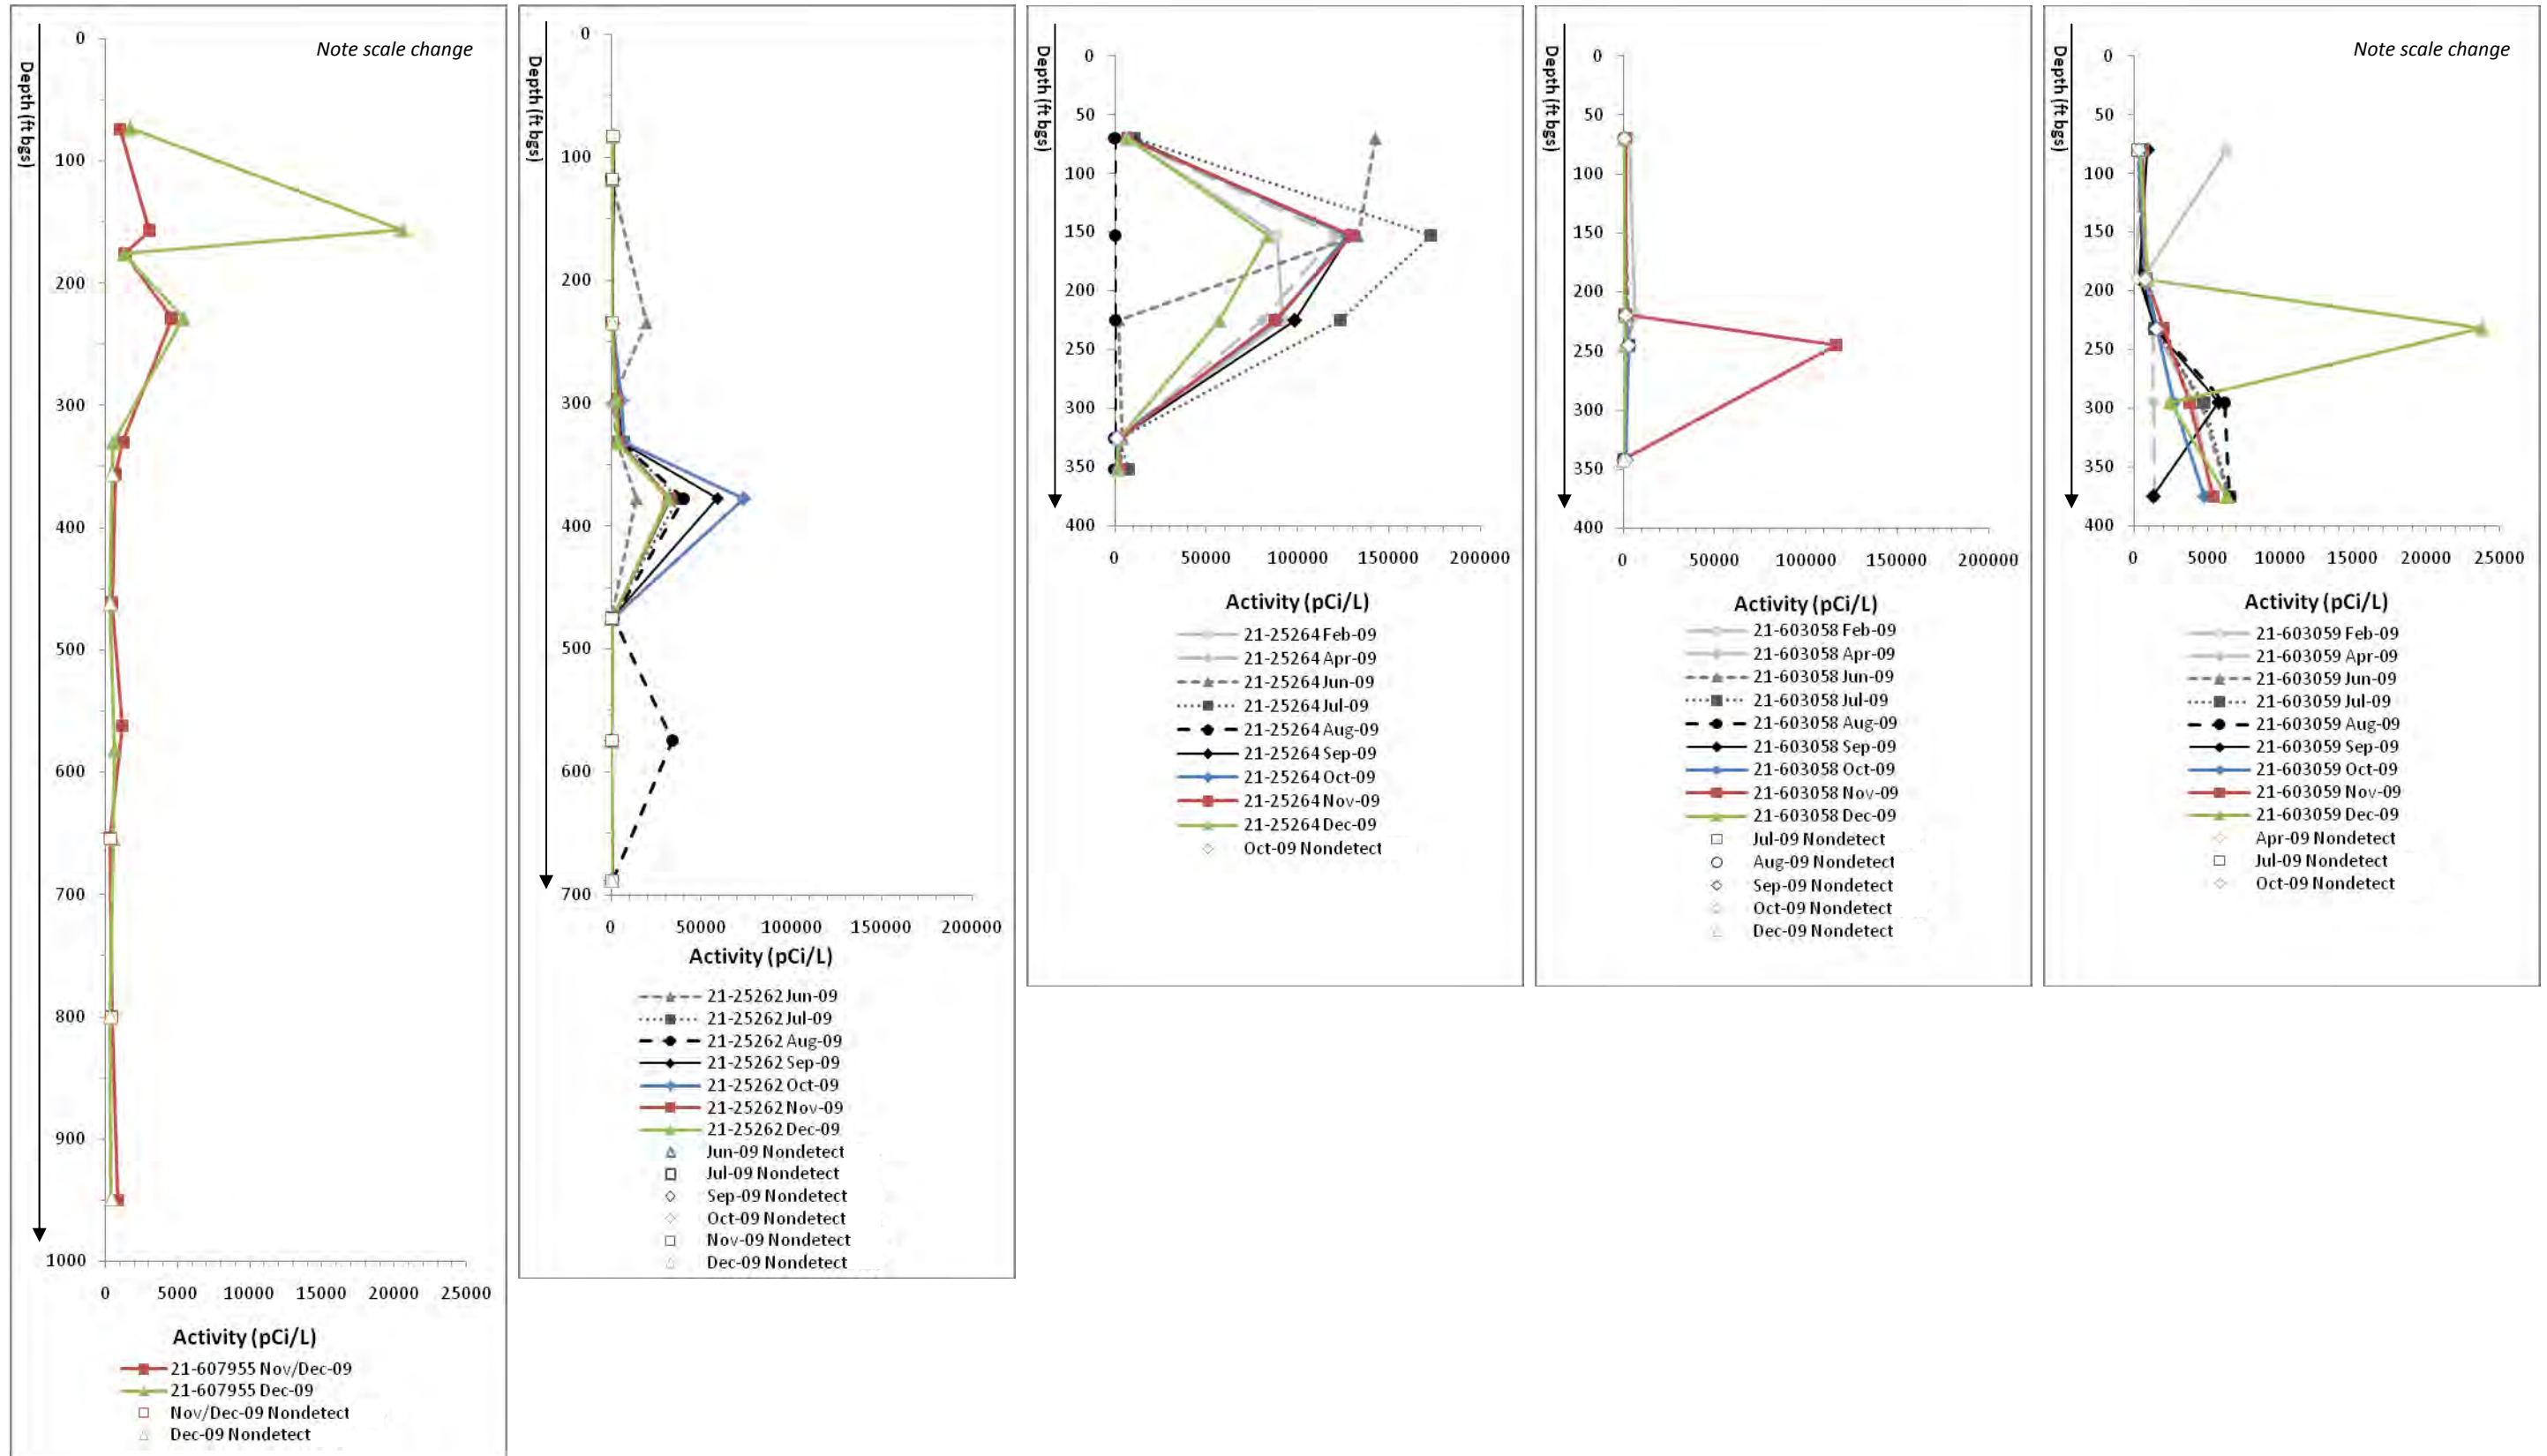 Note scale change
Depth (ft bgs)
0
100
200
300
400
500
600
700
800
900
1000
0 5000 10000 15000 20000 25000
Activity (pCi/L)
21-607955 Nov/Dec-09
21-607955 Dec-09
Nov/Dec-09 Nondetect
Dec-09 Nondetect
Depth (ft bgs)
0
100
200
300
400
500
600
700
0 50000 100000 150000 200000
Activity (pCi/L)
21-25262 Jun-09
21-25262 Jul-09
21-25262 Aug-09
21-25262 Sep-09
21-25262 Oct-09
21-25262 Nov-09
21-25262 Dec-09
Jun-09 Nondetect
Jul-09 Nondetect
Sep-09 Nondetect
Oct-09 Nondetect
Nov-09 Nondetect
Dec-09 Nondetect
Depth (ft bgs)
0
50
100
150
200
250
300
350
400
0 50000 100000 150000 200000
Activity (pCi/L)
21-25264 Feb-09
21-25264 Apr-09
21-25264 Jun-09
21-25264 Jul-09
21-25264 Aug-09
21-25264 Sep-09
21-25264 Oct-09
21-25264 Nov-09
21-25264 Dec-09
Oct-09 Nondetect
Depth (ft bgs)
0
50
100
150
200
250
300
350
400
0 50000 100000 150000 200000
Activity (pCi/L)
21-603058 Feb-09
21-603058 Apr-09
21-603058 Jun-09
21-603058 Jul-09
21-603058 Aug-09
21-603058 Sep-09
21-603058 Oct-09
21-603058 Nov-09
21-603058 Dec-09
Jul-09 Nondetect
Aug-09 Nondetect
Sep-09 Nondetect
Oct-09 Nondetect
Dec-09 Nondetect
Note scale change
Depth (ft bgs)
0
50
100
150
200
250
300
350
400
0 5000 10000 15000 20000 25000
Activity (pCi/L)
21-603059 Feb-09
21-603059 Apr-09
21-603059 Jun-09
21-603059 Jul-09
21-603059 Aug-09
21-603059 Sep-09
21-603059 Oct-09
21-603059 Nov-09
21-603059 Dec-09
Apr-09 Nondetect
Jul-09 Nondetect
Oct-09 Nondetect